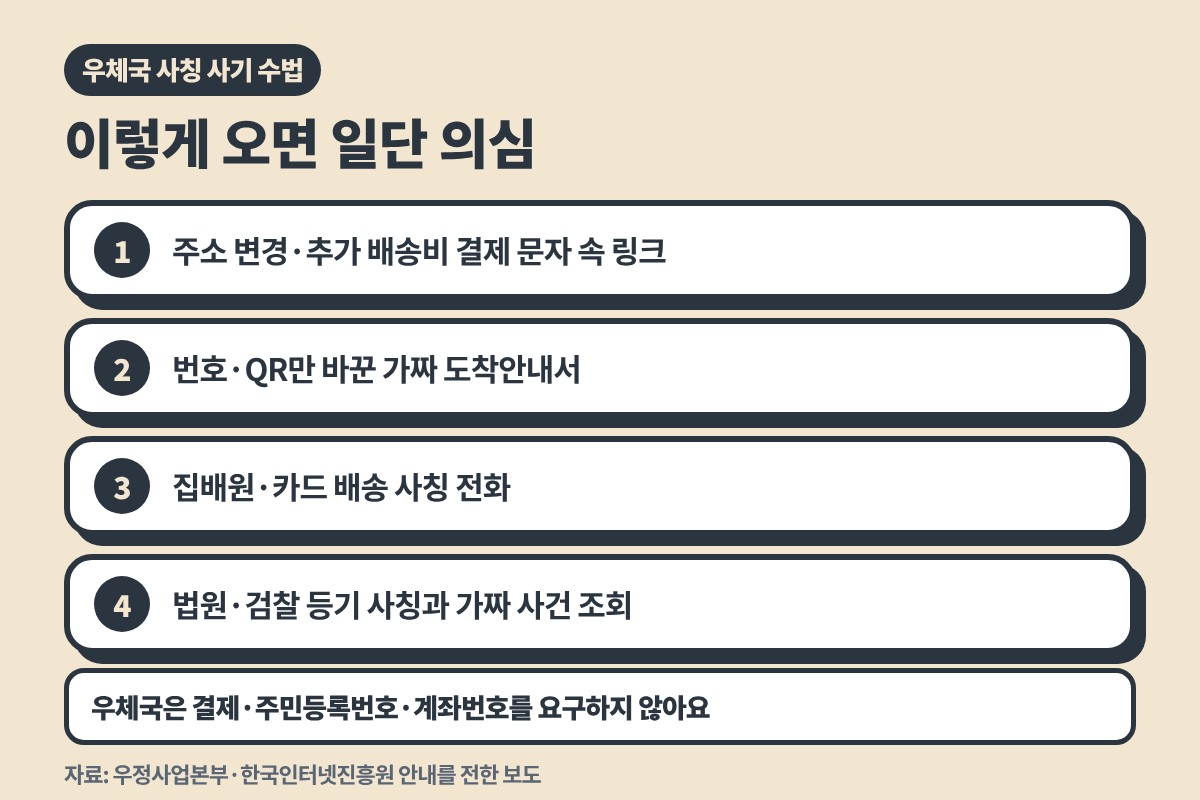 우체국 사칭 사기 수법
이렇게 오면 일단 의심
1 주소 변경·추가 배송비 결제 문자 속 링크
2 번호·QR만 바꾼 가짜 도착안내서
3 집배원·카드 배송 사칭 전화
4 법원·검찰 등기 사칭과 가짜 사건 조회
우체국은 결제·주민등록번호·계좌번호를 요구하지 않아요
자료: 우정사업본부·한국인터넷진흥원 안내를 전한 보도